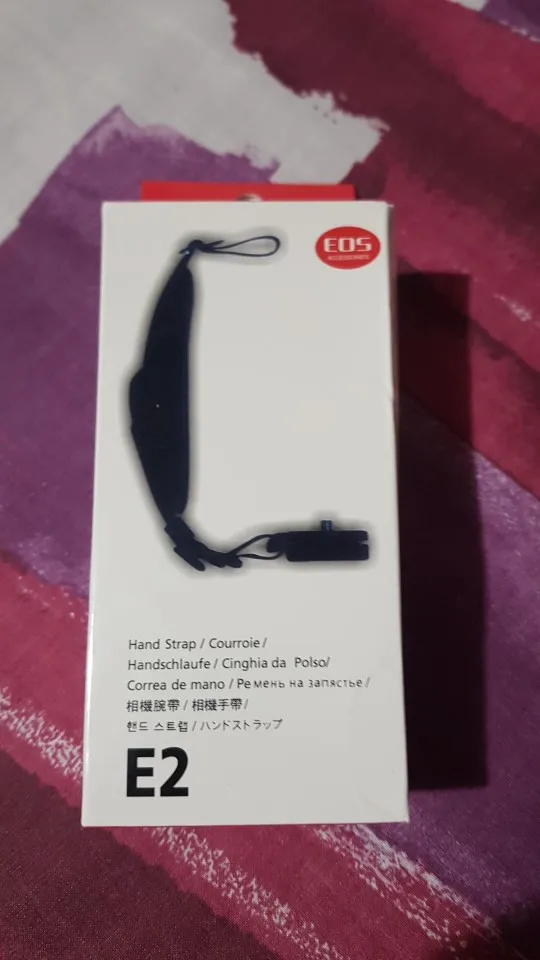 EOS
ACCESSORIES
Hand Strap / Courroie /
Handschlaufe / Cinghia da Polso/
Correa de mano / Ремень на запястье /
相機腕帶 / 相機手帶 /
핸드 스트랩 / ハンドストラップ
E2